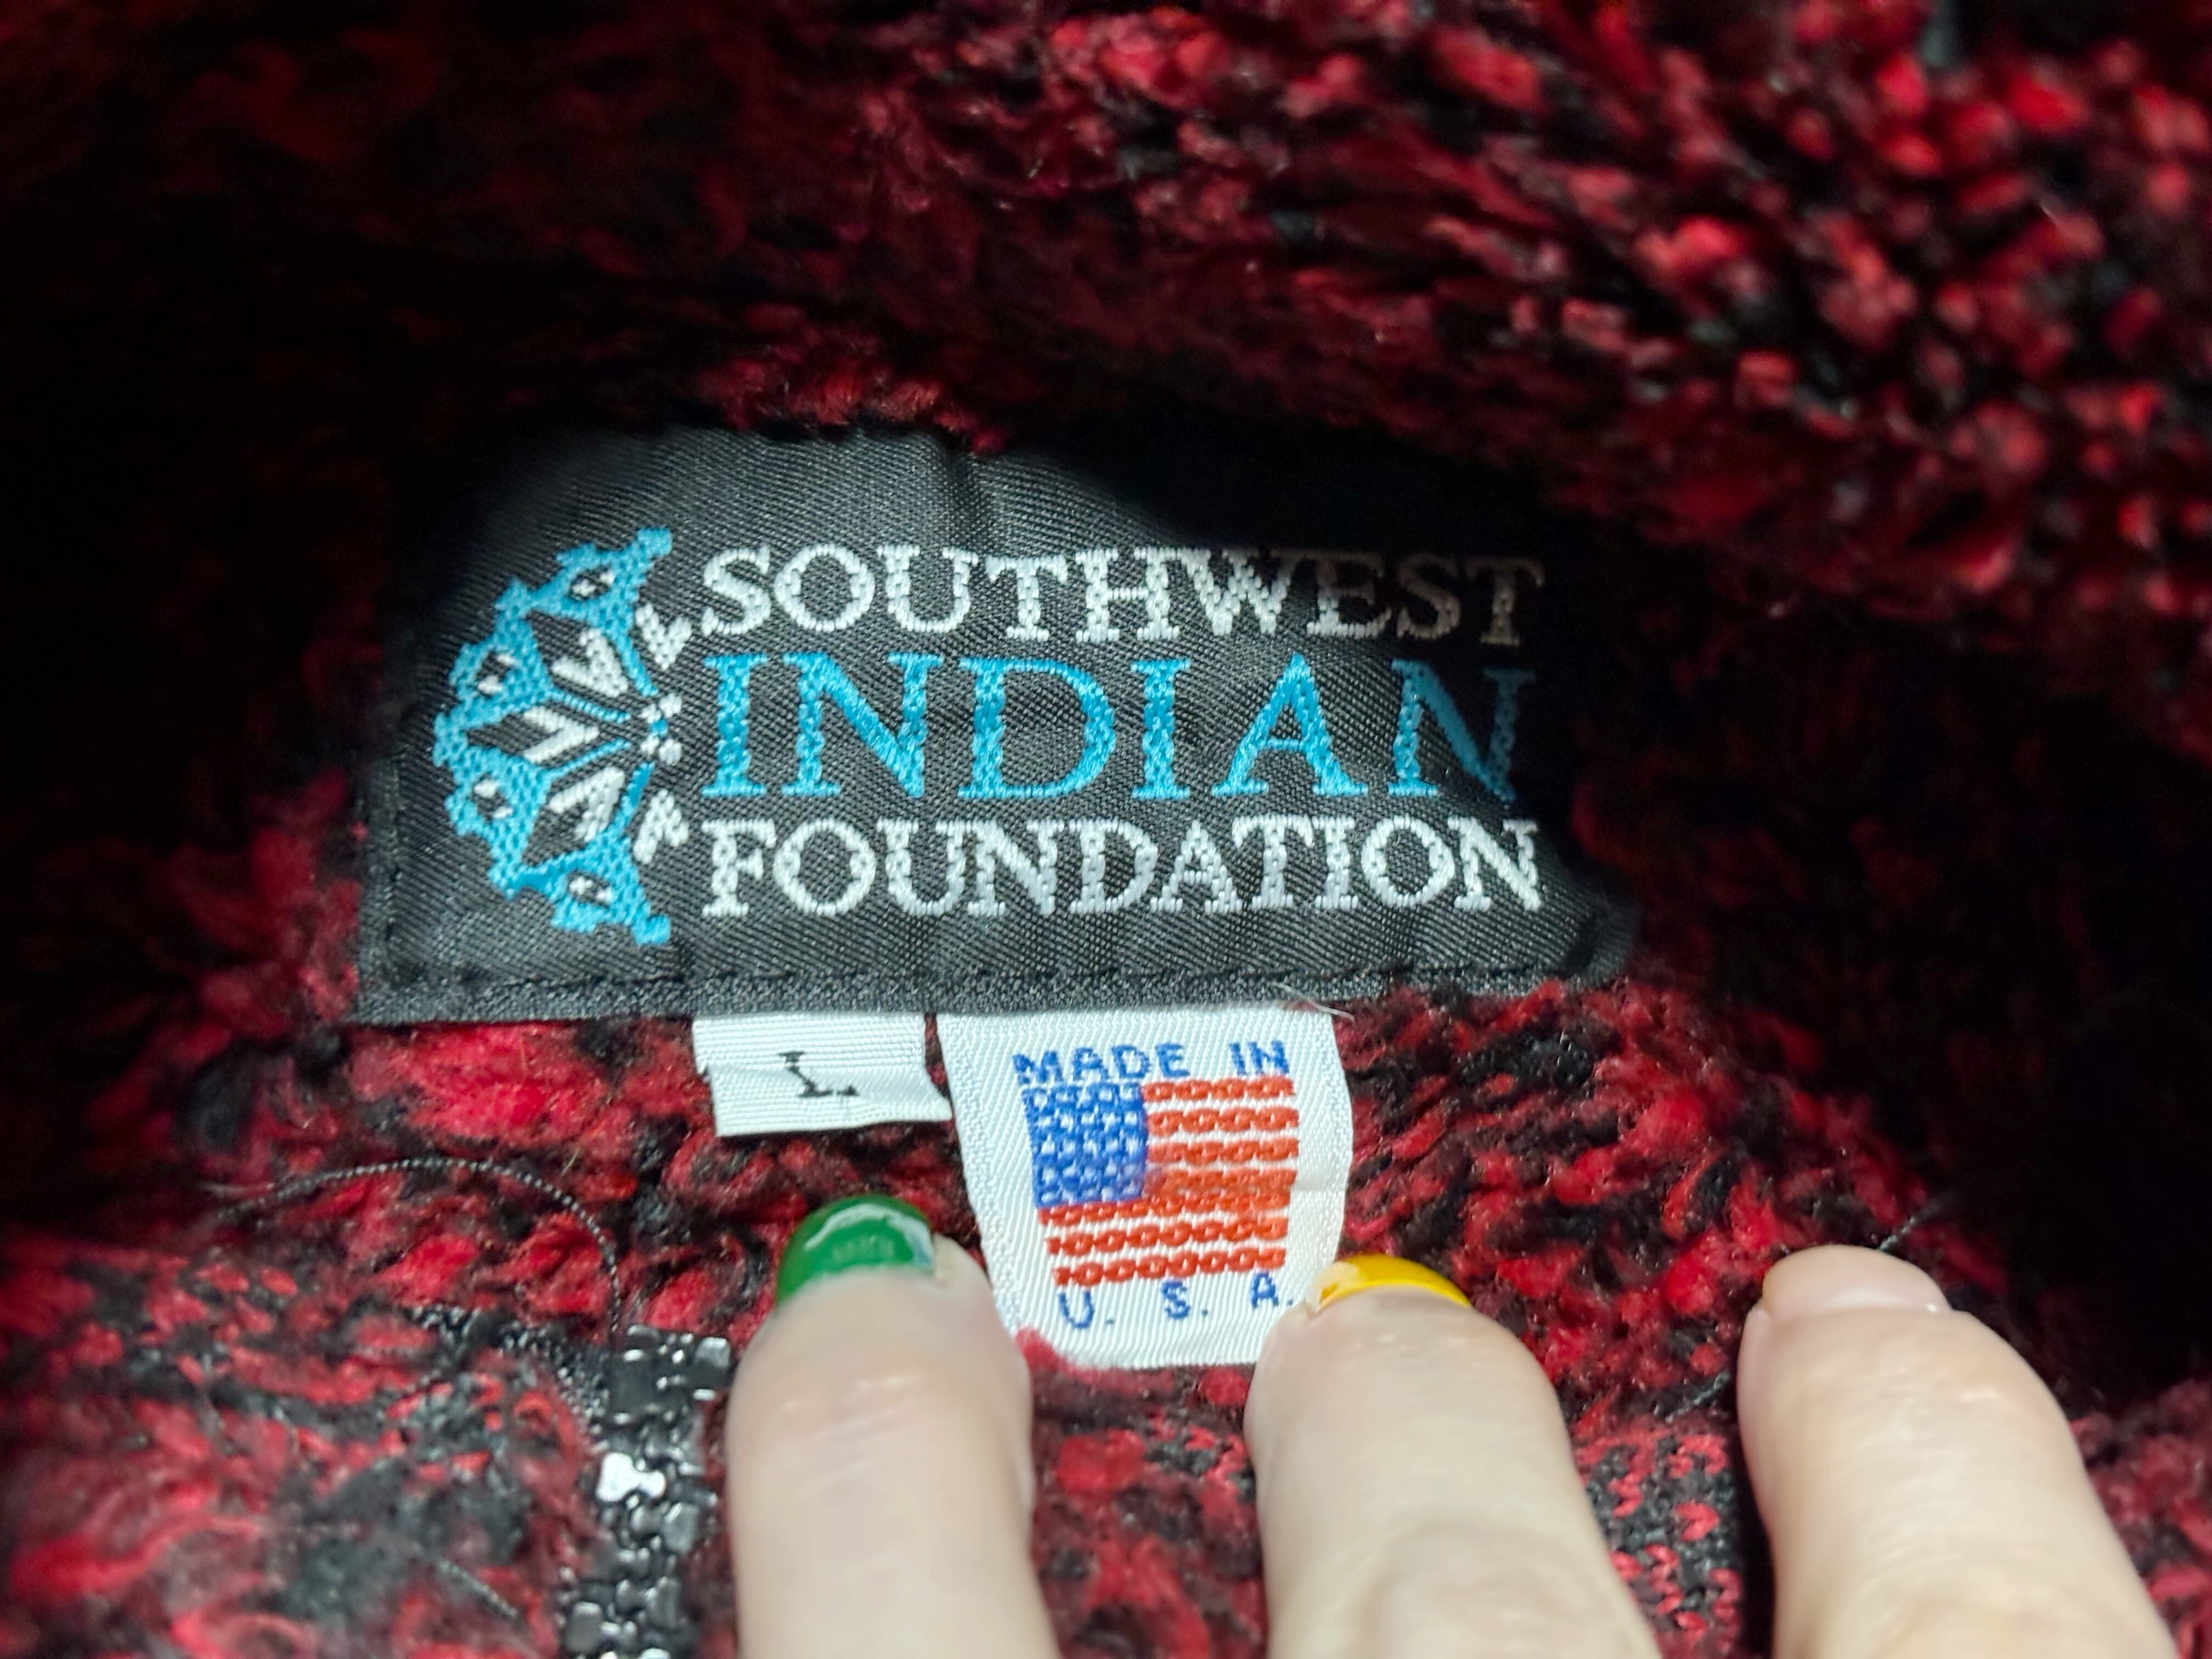 SOUTHWEST
INDIAN
FOUNDATION
L
MADE IN
U. S. A.